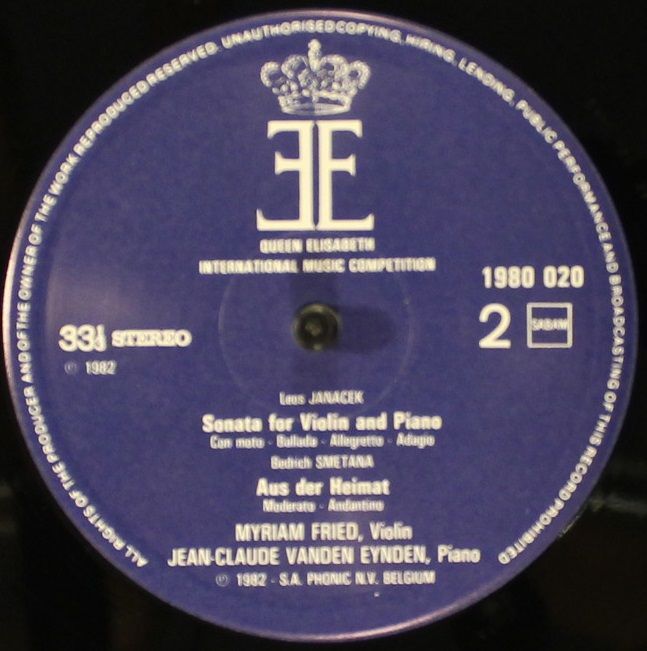 ALL RIGHTS OF THE PRODUCER AND OF THE OWNER OF THE WORK REPRODUCED RESERVED. UNAUTHORISED COPYING, HIRING, LENDING, PUBLIC PERFORMANCE AND BROADCASTING OF THIS RECORD PROHIBITED
EE
QUEEN ELISABETH
INTERNATIONAL MUSIC COMPETITION
1980 020
33⅓ STEREO
2 SABAM
℗ 1982
Leos JANACEK
Sonata for Violin and Piano
Con moto - Ballada - Allegretto - Adagio
Bedrich SMETANA
Aus der Heimat
Moderato - Andantino
MYRIAM FRIED, Violin
JEAN-CLAUDE VANDEN EYNDEN, Piano
℗ 1982 - S.A. PHONIC N.V. BELGIUM